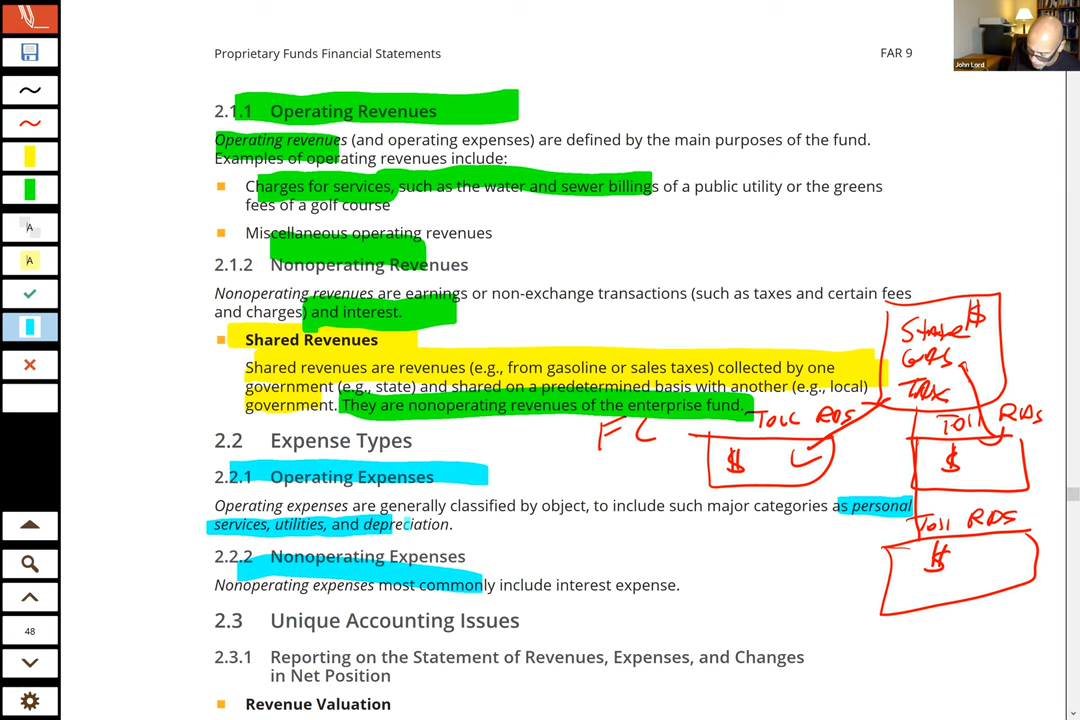 John Lord
Proprietary Funds Financial Statements
FAR 9
2.1.1 Operating Revenues
Operating revenues (and operating expenses) are defined by the main purposes of the fund.
Examples of operating revenues include:
Charges for services, such as the water and sewer billings of a public utility or the greens
fees of a golf course
Miscellaneous operating revenues
2.1.2 Nonoperating Revenues
Nonoperating revenues are earnings or non-exchange transactions (such as taxes and certain fees
and charges) and interest.
Shared Revenues
Shared revenues are revenues (e.g., from gasoline or sales taxes) collected by one
government (e.g., state) and shared on a predetermined basis with another (e.g., local)
government. They are nonoperating revenues of the enterprise fund.
State $
GAS
TAX
Toll RDS
Toll RDs
$
$
2.2 Expense Types
2.2.1 Operating Expenses
Operating expenses are generally classified by object, to include such major categories as personal
services, utilities, and depreciation.
Toll RDS
$
2.2.2 Nonoperating Expenses
Nonoperating expenses most commonly include interest expense.
2.3 Unique Accounting Issues
2.3.1 Reporting on the Statement of Revenues, Expenses, and Changes
in Net Position
Revenue Valuation
A
A
48